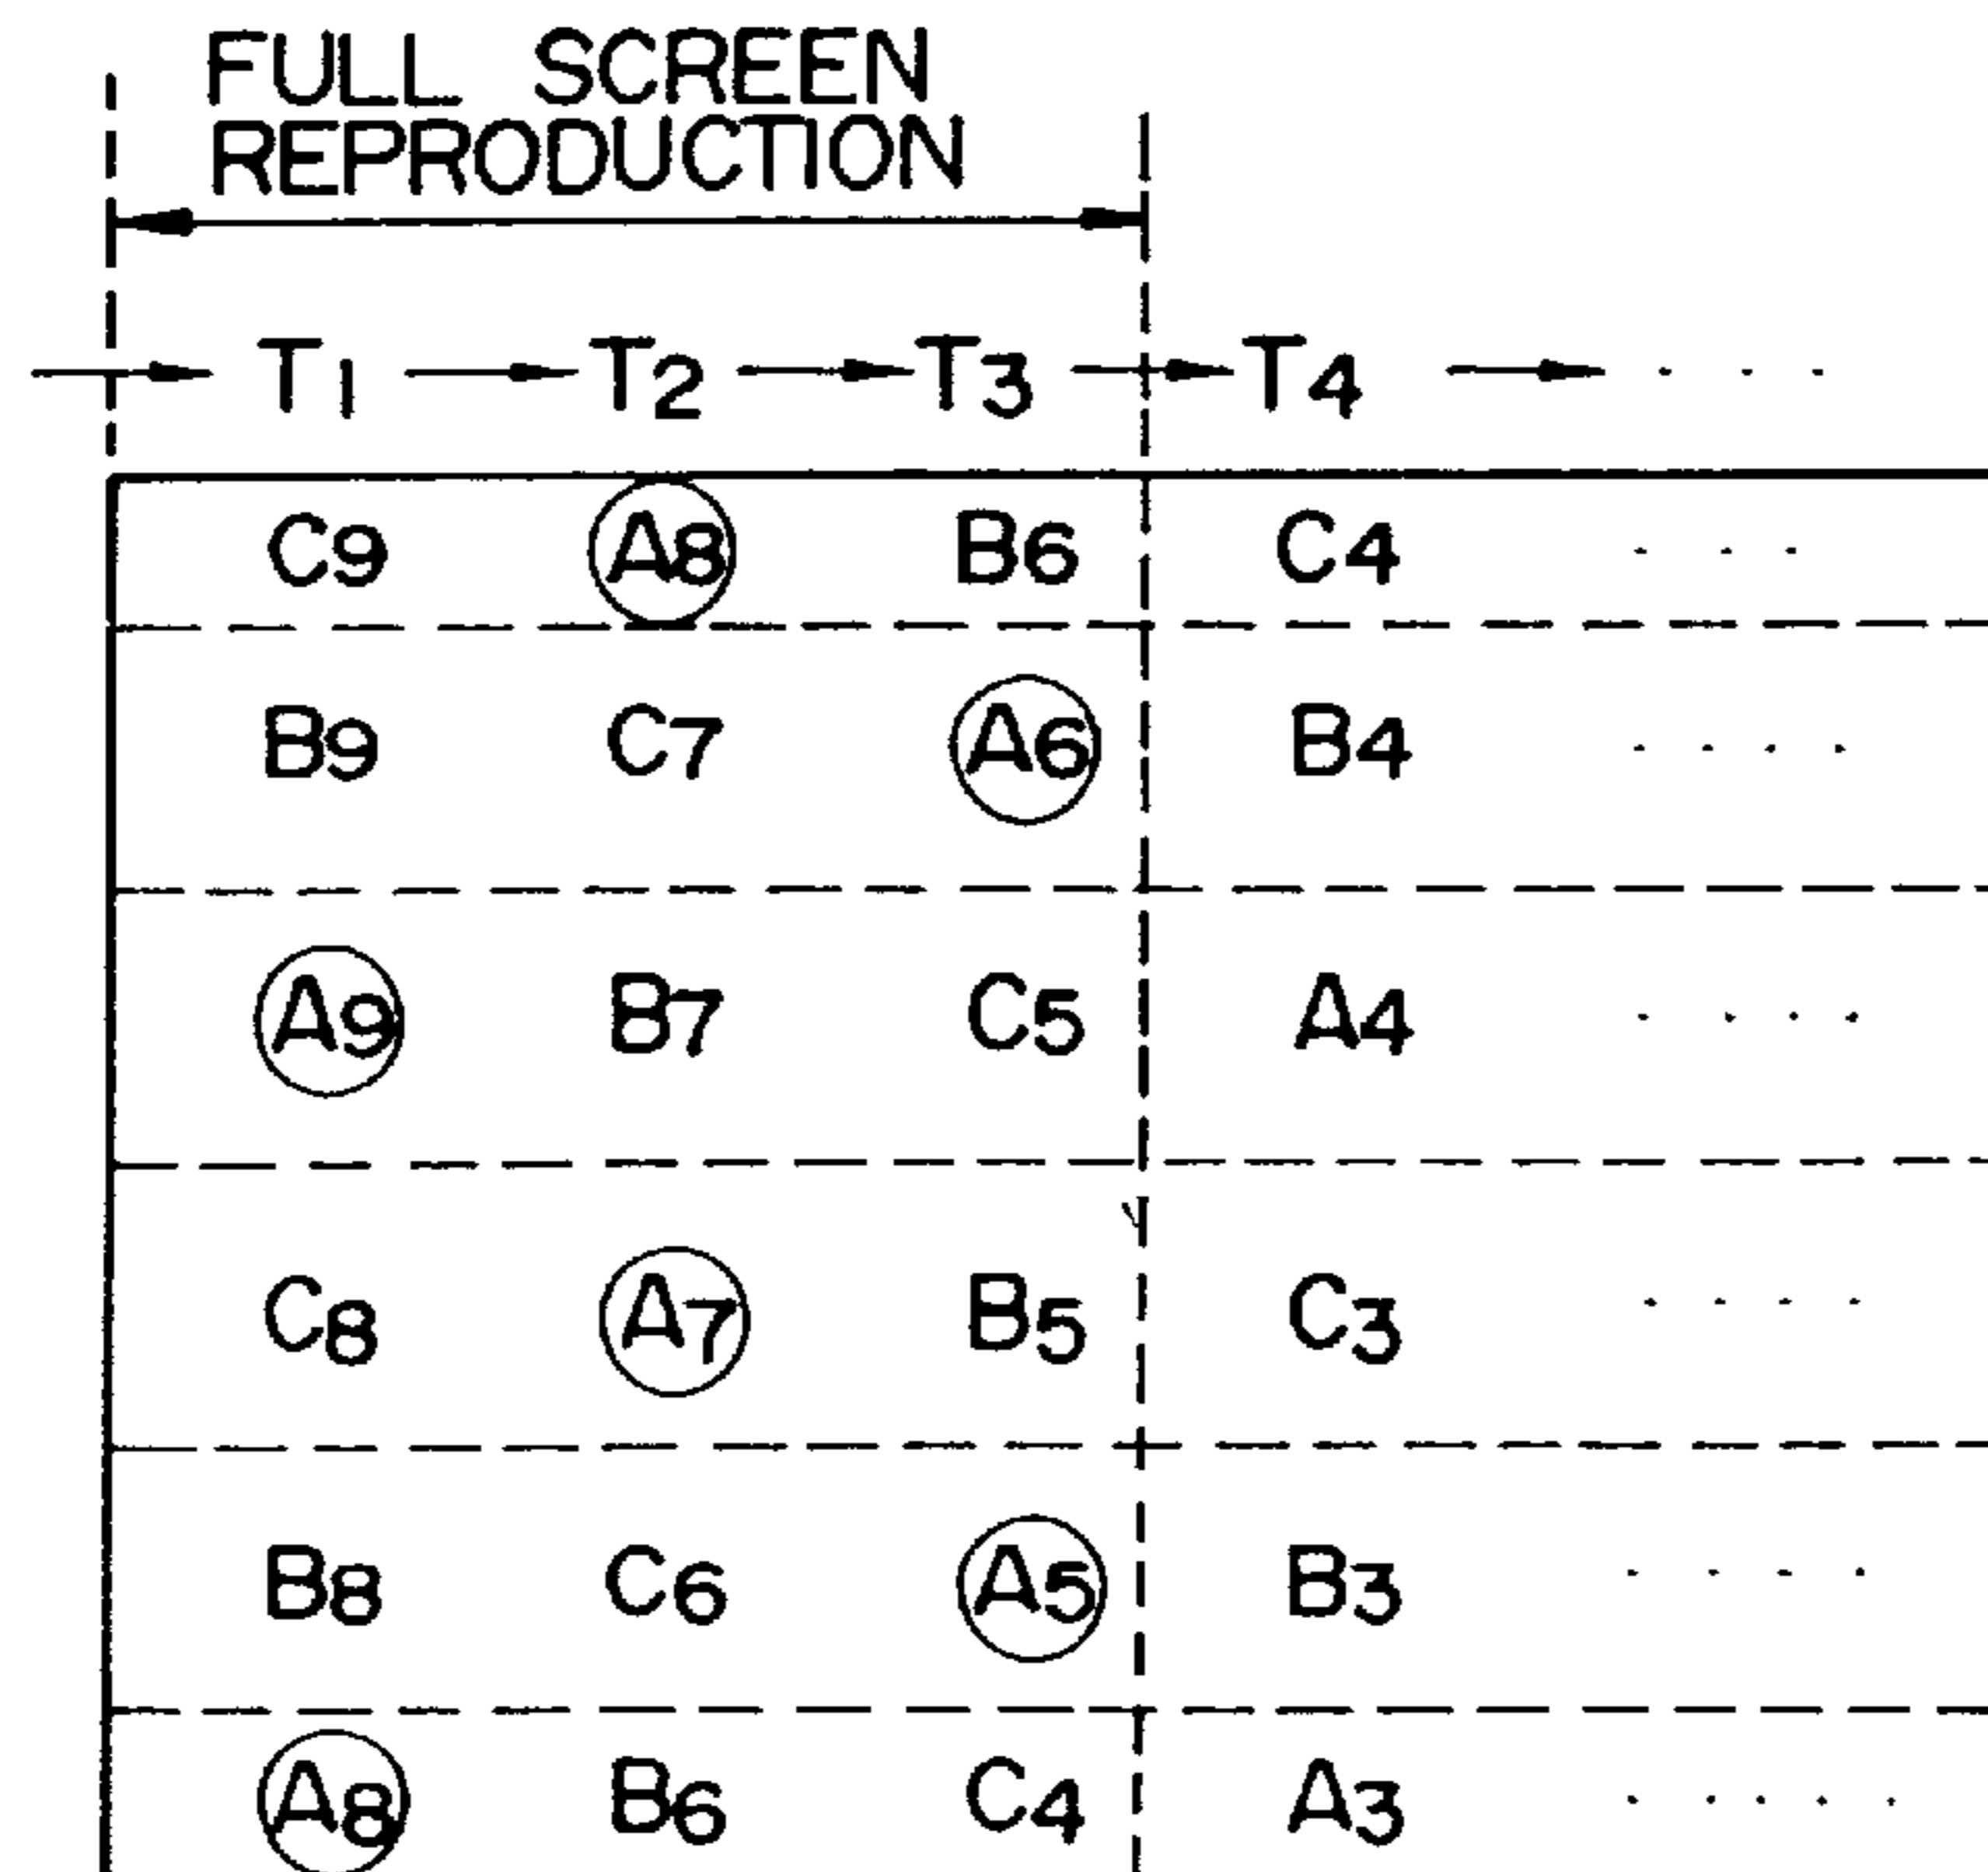 FULL SCREEN
REPRODUCTION
T1 T2 T3 T4 . . .
C9 A8 B6 C4 . . .
B9 C7 A6 B4 . . . .
A9 B7 C5 A4 . . . .
C8 A7 B5 C3 . . . .
B8 C6 A5 B3 . . . .
A8 B6 C4 A3 . . . . .